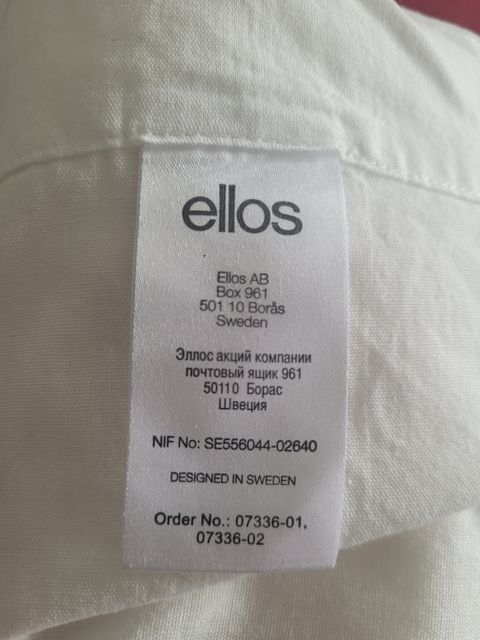 ellos
Ellos AB
Box 961
501 10 Borås
Sweden
Эллос акций компании
почтовый ящик 961
50110 Борас
Швеция
NIF No: SE556044-02640
DESIGNED IN SWEDEN
Order No.: 07336-01,
07336-02